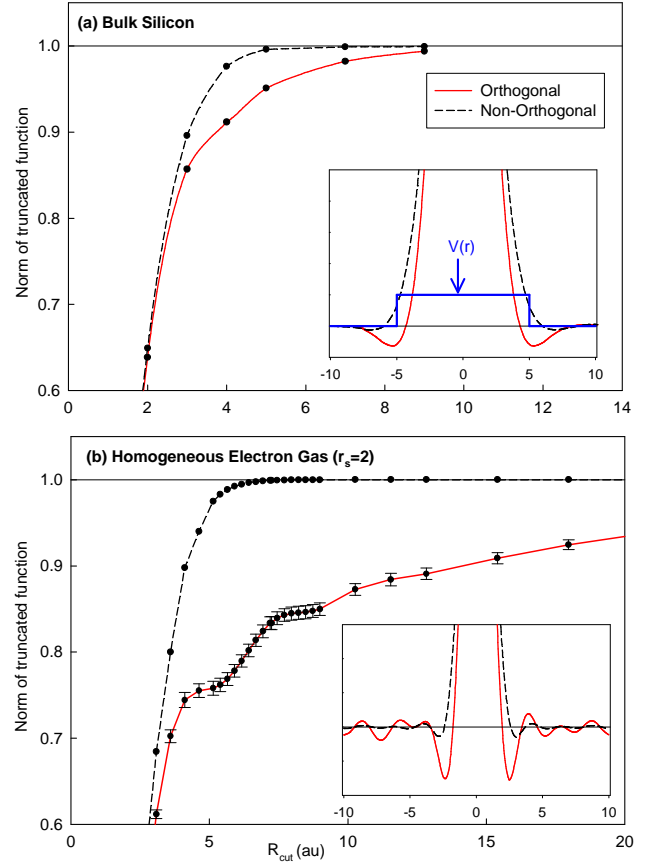 (a) Bulk Silicon
1.0
0.9
0.8
0.7
0.6
Norm of truncated function
Orthogonal
Non-Orthogonal
V(r)
-5 0 5 10
0 2 4 6 8 10 12 14
(b) Homogeneous Electron Gas (rs=2)
1.0
0.9
0.8
0.7
0.6
Norm of truncated function
-10 -5 0 5 10
0 5 10 15 20
Rcut (au)